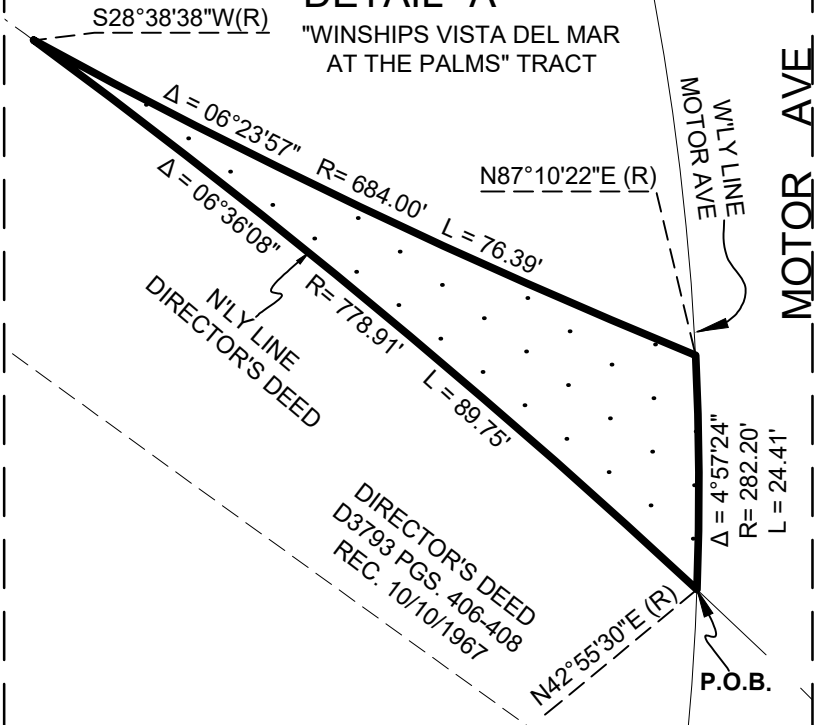 DETAIL "A"
S28°38'38"W(R)
"WINSHIPS VISTA DEL MAR
AT THE PALMS" TRACT
Δ = 06°23'57" R= 684.00' L = 76.39'
Δ = 06°36'08" R= 778.91' L = 89.75'
N87°10'22"E (R)
W'LY LINE
MOTOR AVE
MOTOR AVE
N'LY LINE
DIRECTOR'S DEED
Δ = 4°57'24"
R= 282.20'
L = 24.41'
DIRECTOR'S DEED
D3793 PGS. 406-408
REC. 10/10/1967
N42°55'30"E (R)
P.O.B.